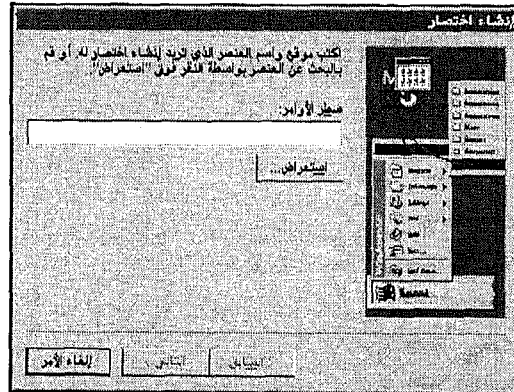 إنشاء اختصار
اكتب موقع واسم العنصر الذي تريد إنشاء اختصار له, أو قم
بالبحث عن العنصر بواسطة النقر فوق "استعراض".
سطر الأوامر:
استعراض...
السابق
التالي
إلغاء الأمر